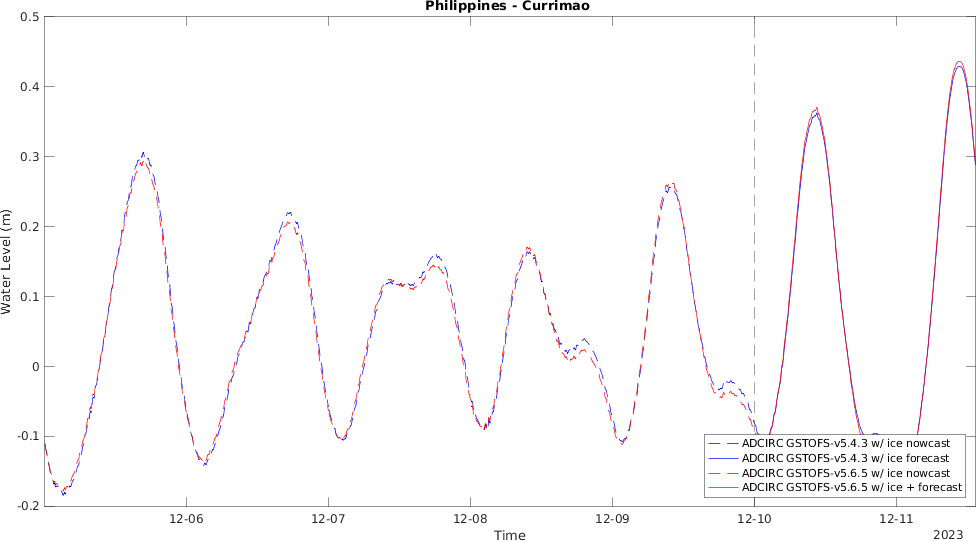 Philippines - Currimao
0.5
0.4
0.3
0.2
0.1
0
-0.1
-0.2
Water Level (m)
12-06 12-07 12-08 12-09 12-10 12-11
Time
2023
ADCIRC GSTOFS-v5.4.3 w/ ice nowcast
ADCIRC GSTOFS-v5.4.3 w/ ice forecast
ADCIRC GSTOFS-v5.6.5 w/ ice nowcast
ADCIRC GSTOFS-v5.6.5 w/ ice + forecast